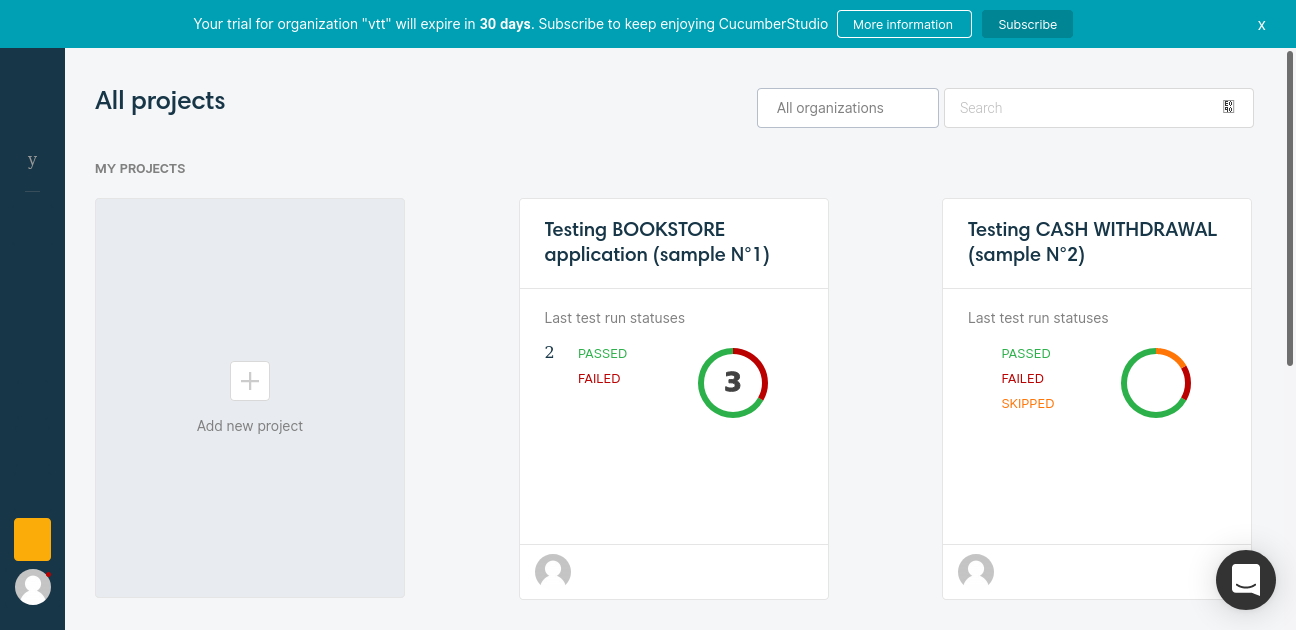 Your trial for organization "vtt" will expire in 30 days. Subscribe to keep enjoying CucumberStudio More information Subscribe x
All projects
All organizations Search
y
MY PROJECTS
Add new project
Testing BOOKSTORE
application (sample N°1)
Last test run statuses
2 PASSED
FAILED
3
Testing CASH WITHDRAWAL
(sample N°2)
Last test run statuses
PASSED
FAILED
SKIPPED